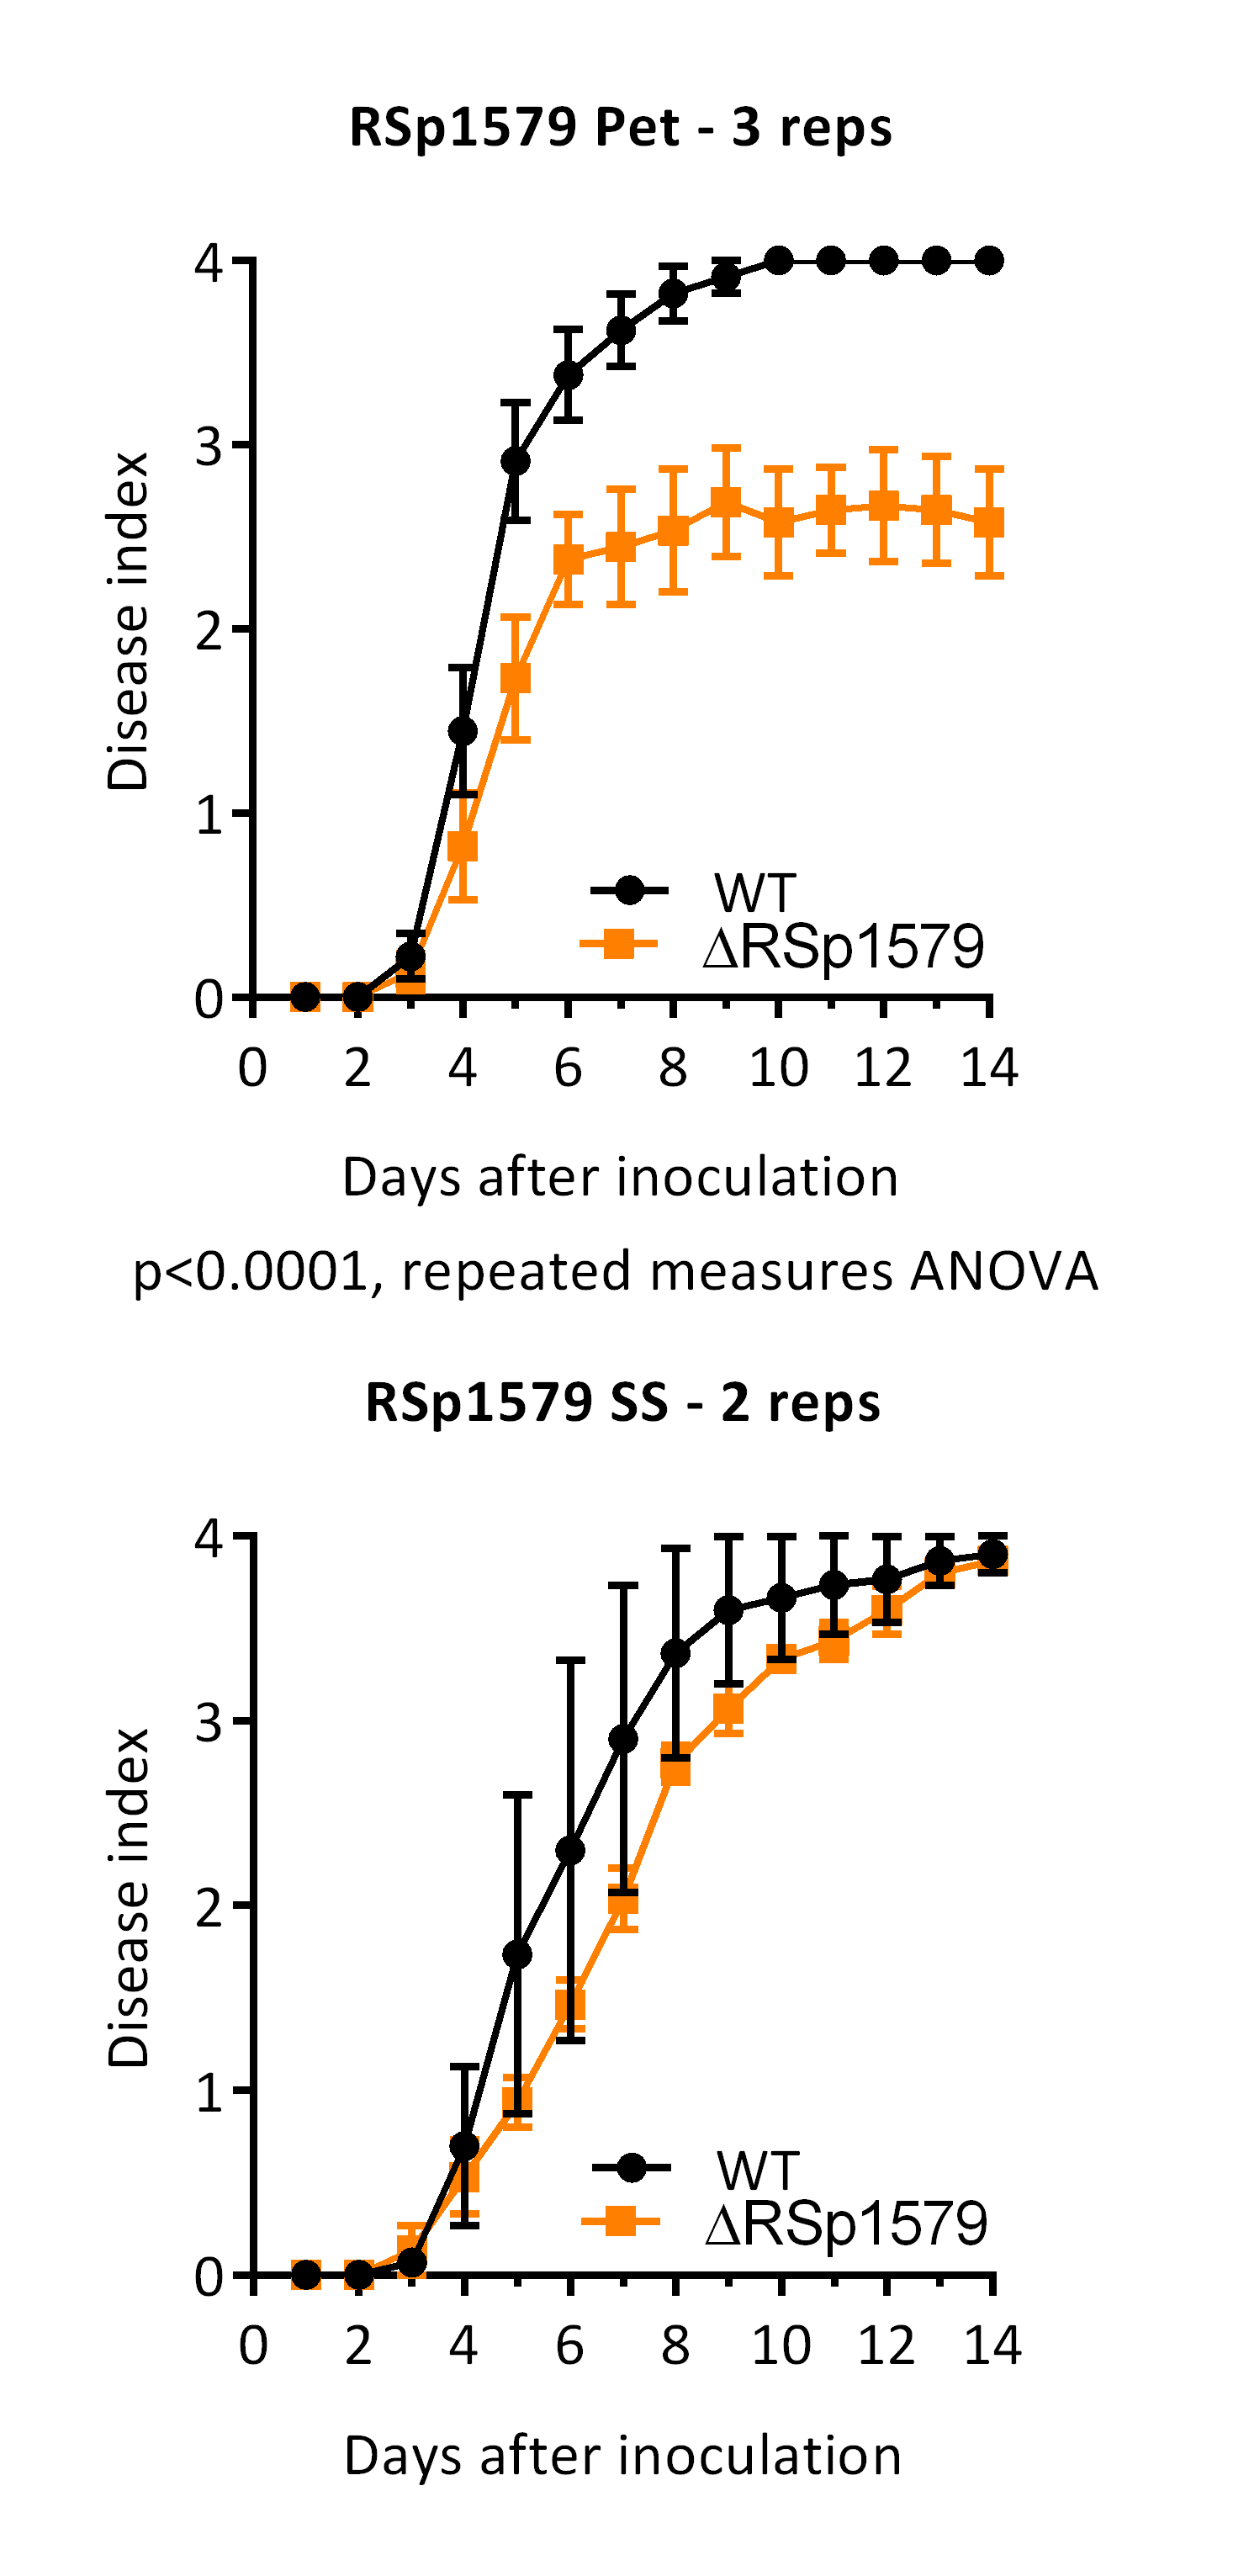 RSp1579 Pet - 3 reps
4
3
2
1
0
Disease index
WT
ΔRSp1579
0 2 4 6 8 10 12 14
Days after inoculation
p<0.0001, repeated measures ANOVA
RSp1579 SS - 2 reps
4
3
2
1
0
Disease index
WT
ΔRSp1579
0 2 4 6 8 10 12 14
Days after inoculation